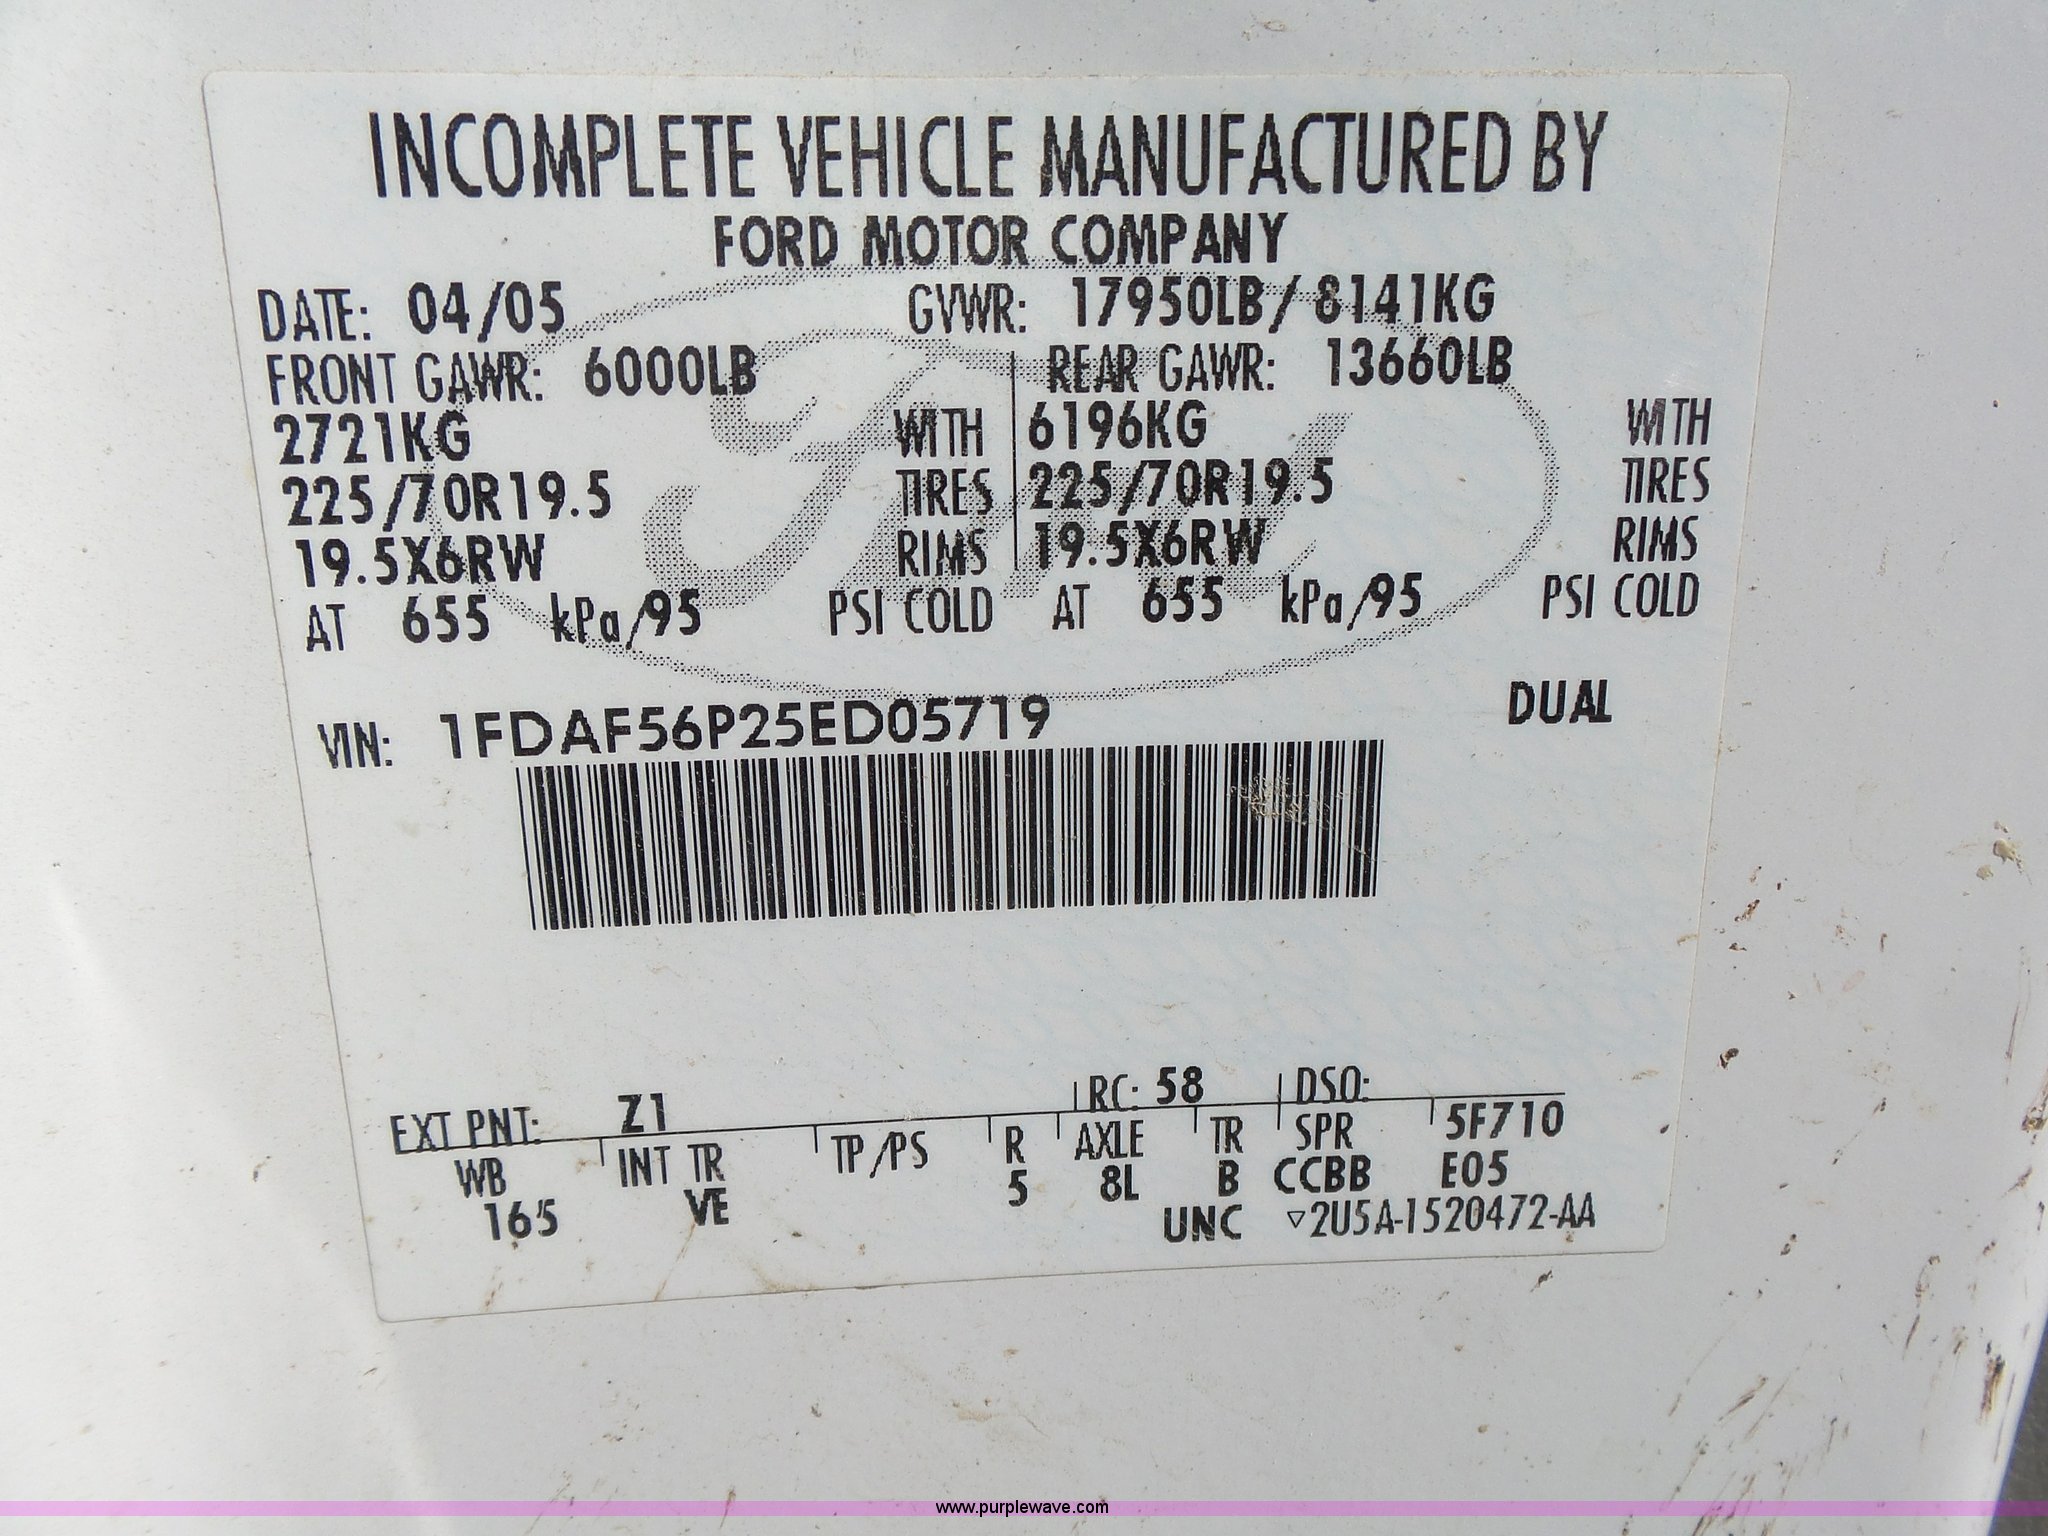 INCOMPLETE VEHICLE MANUFACTURED BY
FORD MOTOR COMPANY
DATE: 04/05 GVWR: 17950LB/8141KG
FRONT GAWR: 6000LB REAR GAWR: 13660LB
2721KG WITH 6196KG WITH
225/70R19.5 TIRES 225/70R19.5 TIRES
19.5X6RW RIMS 19.5X6RW RIMS
AT 655 kPa/95 PSI COLD AT 655 kPa/95 PSI COLD
VIN: 1FDAF56P25ED05719 DUAL
EXT PNT: Z1 RC: 58 DSO:
WB INT TR TP/PS R AXLE TR SPR 5F710
165 VE 5 8L B CCBB E05
UNC ▽2U5A-1520472-AA
www.purplewave.com